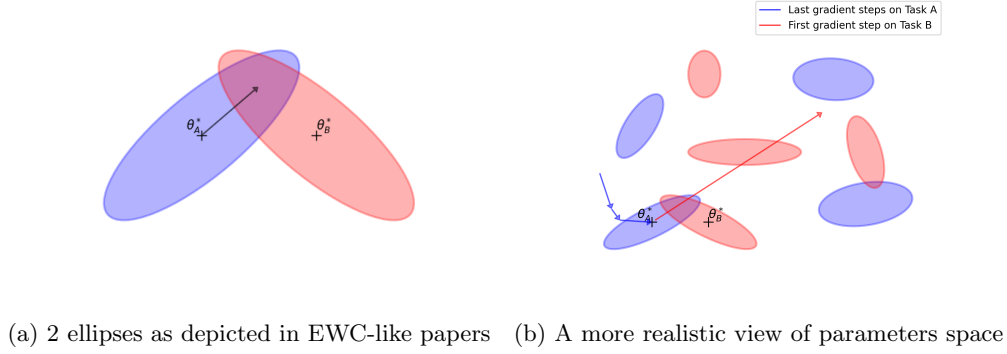 Last gradient steps on Task A
First gradient step on Task B
θ*A
θ*B
θ*A
θ*B
(a) 2 ellipses as depicted in EWC-like papers
(b) A more realistic view of parameters space